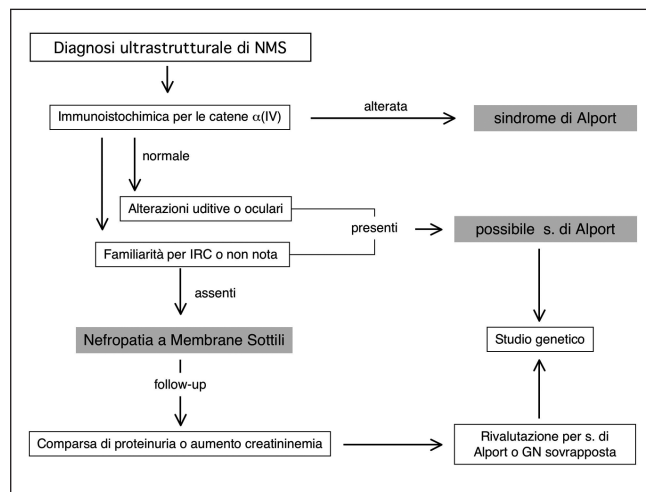 Diagnosi ultrastrutturale di NMS
Immunoistochimica per le catene α(IV)
alterata
sindrome di Alport
normale
Alterazioni uditive o oculari
presenti
possibile s. di Alport
Familiarità per IRC o non nota
assenti
Nefropatia a Membrane Sottili
Studio genetico
follow-up
Comparsa di proteinuria o aumento creatininemia
Rivalutazione per s. di
Alport o GN sovrapposta